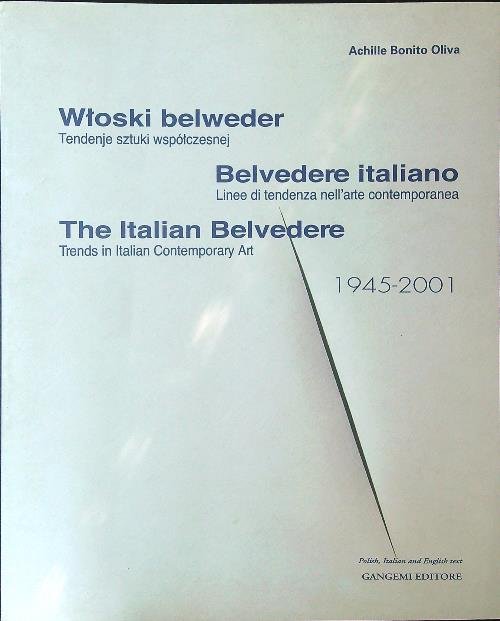 Achille Bonito Oliva
Włoski belweder
Tendenje sztuki współczesnej
Belvedere italiano
Linee di tendenza nell'arte contemporanea
The Italian Belvedere
Trends in Italian Contemporary Art
1945-2001
Polish, Italian and English text
GANGEMI EDITORE